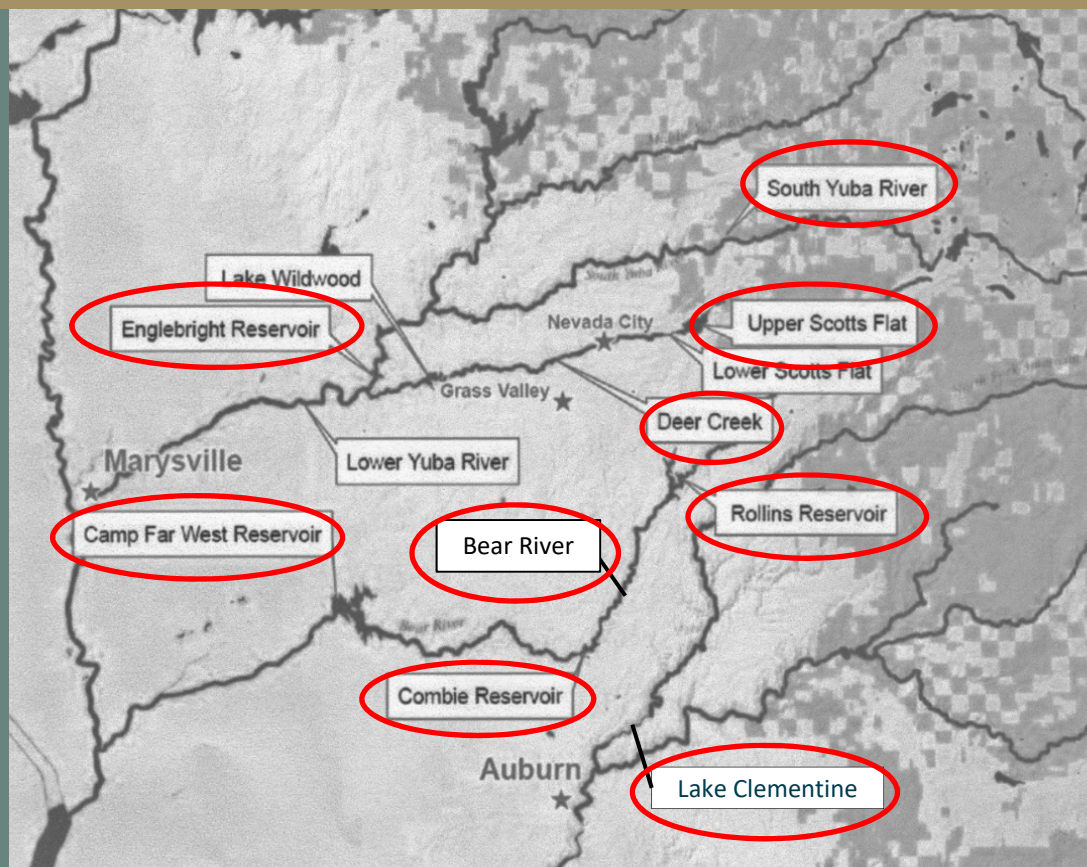 South Yuba River
Lake Wildwood
South Yuba
Englebright Reservoir
Nevada City
Upper Scotts Flat
Lower Scotts Flat
Grass Valley
Deer Creek
Marysville
Lower Yuba River
Rollins Reservoir
Camp Far West Reservoir
Bear River
Bear River
Combie Reservoir
Auburn
Lake Clementine